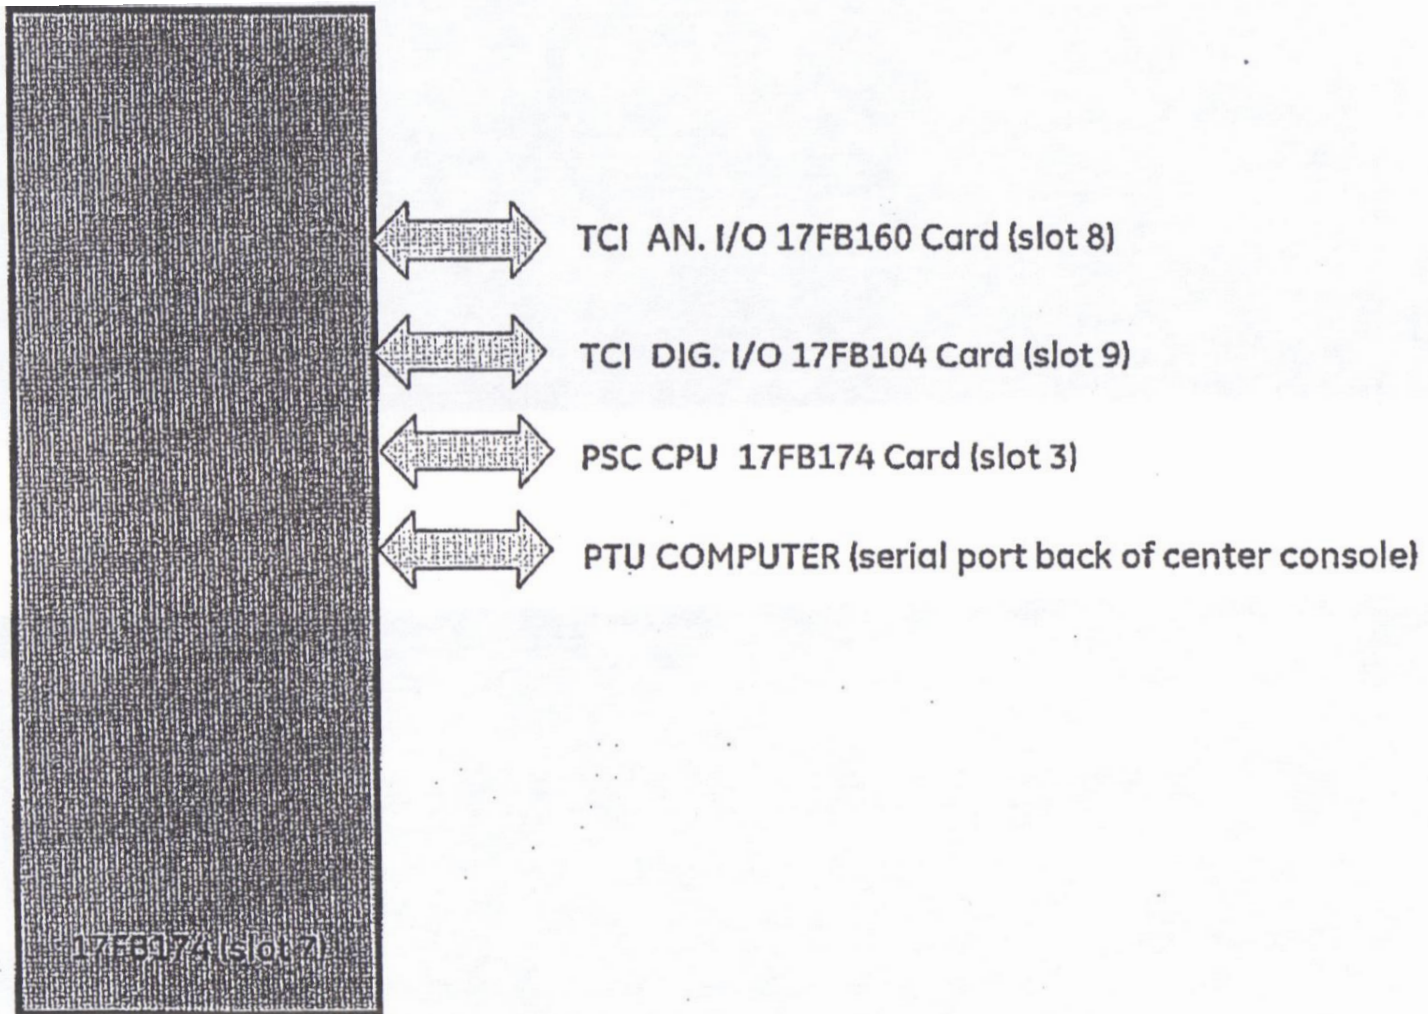 TCI AN. I/O 17FB160 Card (slot 8)
TCI DIG. I/O 17FB104 Card (slot 9)
PSC CPU 17FB174 Card (slot 3)
PTU COMPUTER (serial port back of center console)
17FB174 (slot 7)